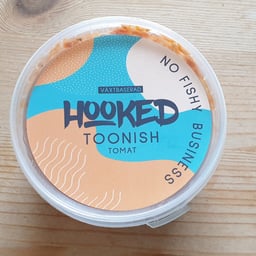 VÄXTBASERAD
HOOKED
TOONISH
TOMAT
NO FISHY BUSINESS